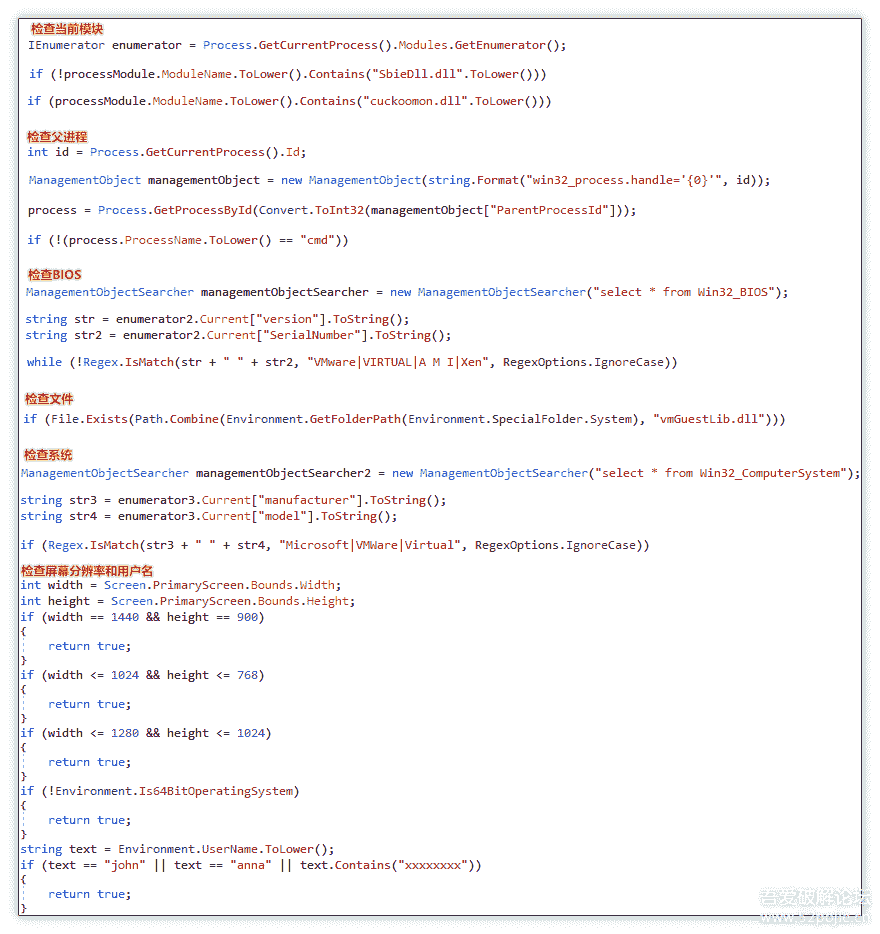 检查当前模块
IEnumerator enumerator = Process.GetCurrentProcess().Modules.GetEnumerator();
if (!processModule.ModuleName.ToLower().Contains("SbieDll.dll".ToLower()))
if (processModule.ModuleName.ToLower().Contains("cuckoomon.dll".ToLower()))
检查父进程
int id = Process.GetCurrentProcess().Id;
ManagementObject managementObject = new ManagementObject(string.Format("win32_process.handle='{0}'", id));
process = Process.GetProcessById(Convert.ToInt32(managementObject["ParentProcessId"]));
if (!(process.ProcessName.ToLower() == "cmd"))
检查BIOS
ManagementObjectSearcher managementObjectSearcher = new ManagementObjectSearcher("select * from Win32_BIOS");
string str = enumerator2.Current["version"].ToString();
string str2 = enumerator2.Current["SerialNumber"].ToString();
while (!Regex.IsMatch(str + " " + str2, "VMware|VIRTUAL|A M I|Xen", RegexOptions.IgnoreCase))
检查文件
if (File.Exists(Path.Combine(Environment.GetFolderPath(Environment.SpecialFolder.System), "vmGuestLib.dll")))
检查系统
ManagementObjectSearcher managementObjectSearcher2 = new ManagementObjectSearcher("select * from Win32_ComputerSystem");
string str3 = enumerator3.Current["manufacturer"].ToString();
string str4 = enumerator3.Current["model"].ToString();
if (Regex.IsMatch(str3 + " " + str4, "Microsoft|VMWare|Virtual", RegexOptions.IgnoreCase))
检查屏幕分辨率和用户名
int width = Screen.PrimaryScreen.Bounds.Width;
int height = Screen.PrimaryScreen.Bounds.Height;
if (width == 1440 && height == 900)
{
return true;
}
if (width <= 1024 && height <= 768)
{
return true;
}
if (width <= 1280 && height <= 1024)
{
return true;
}
if (!Environment.Is64BitOperatingSystem)
{
return true;
}
string text = Environment.UserName.ToLower();
if (text == "john" || text == "anna" || text.Contains("xxxxxxxx"))
{
return true;
}
吾爱破解论坛
www.52pojie.cn